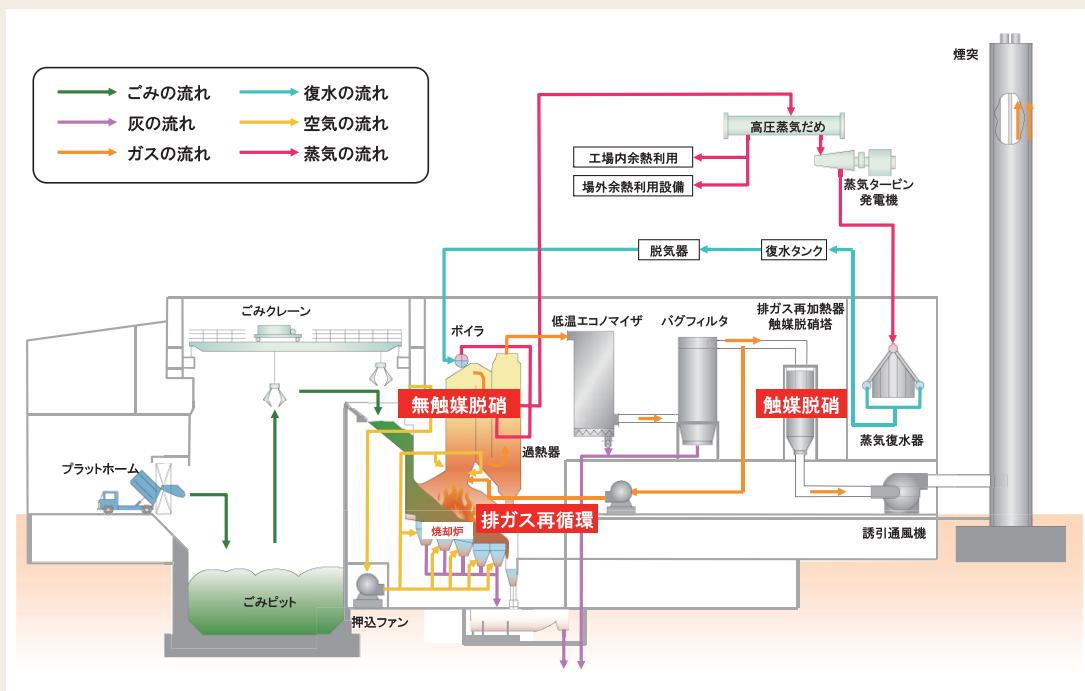 ごみの流れ
復水の流れ
灰の流れ
空気の流れ
ガスの流れ
蒸気の流れ
煙突
高圧蒸気だめ
工場内余熱利用
場外余熱利用設備
蒸気タービン
発電機
脱気器
復水タンク
ごみクレーン
ボイラ
低温エコノマイザ
バグフィルタ
排ガス再加熱器
触媒脱硝塔
無触媒脱硝
触媒脱硝
蒸気復水器
過熱器
プラットホーム
排ガス再循環
焼却炉
誘引通風機
ごみピット
押込ファン